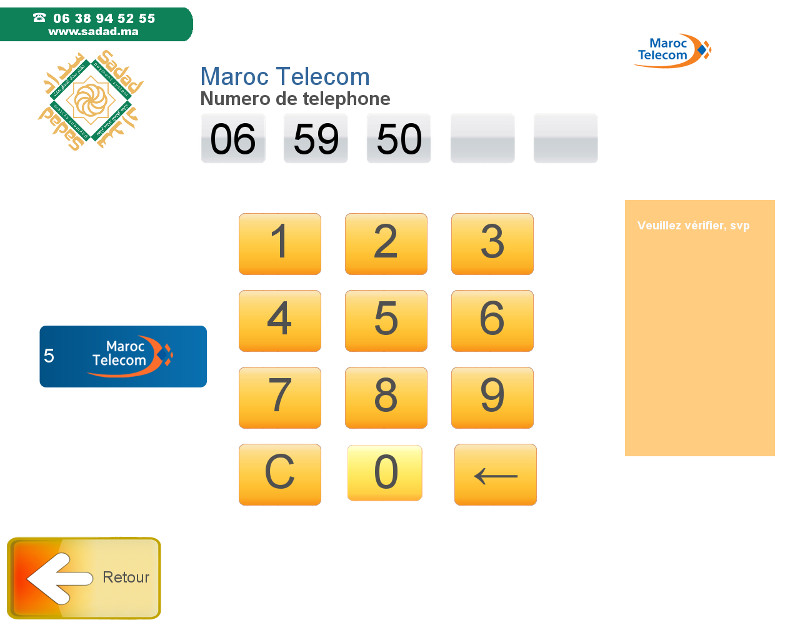 ☎ 06 38 94 52 55
www.sadad.ma
Sadad
سداد
Sadad
سداد
Maroc
Telecom
Maroc Telecom
Numero de telephone
06 59 50
Veuillez vérifier, svp
1 2 3
4 5 6
5 Maroc
Telecom
7 8 9
C 0 ←
Retour